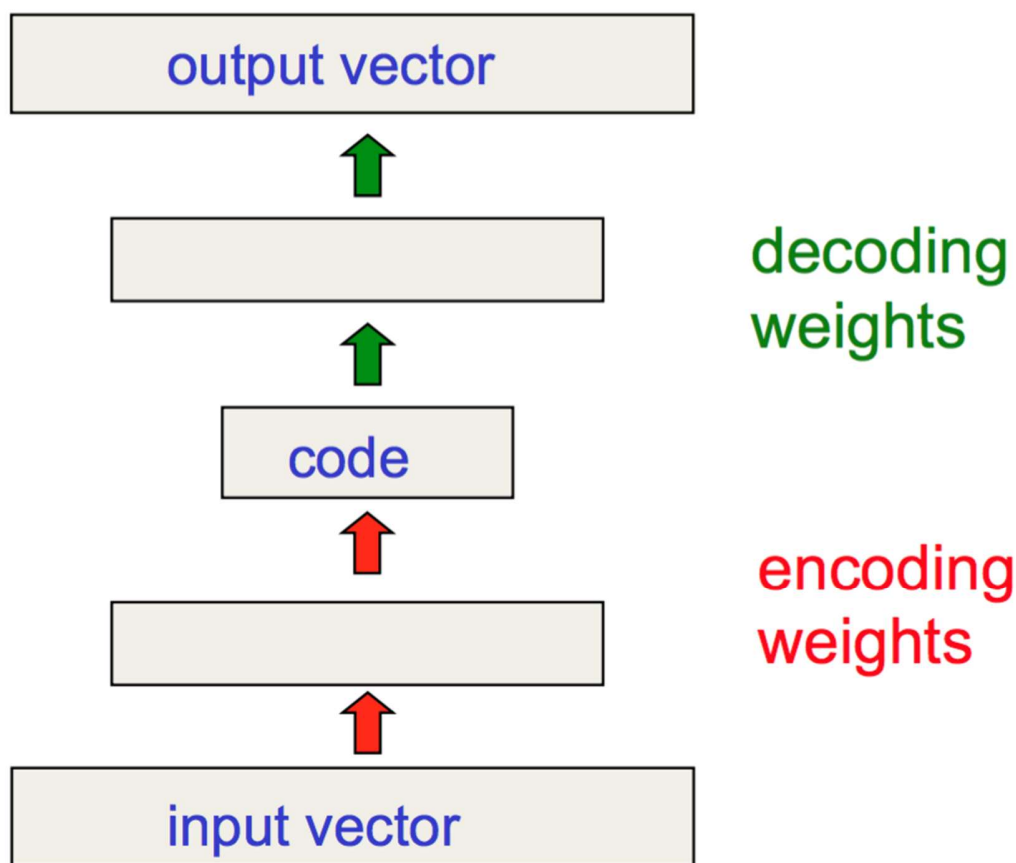 output vector
decoding
weights
code
encoding
weights
input vector